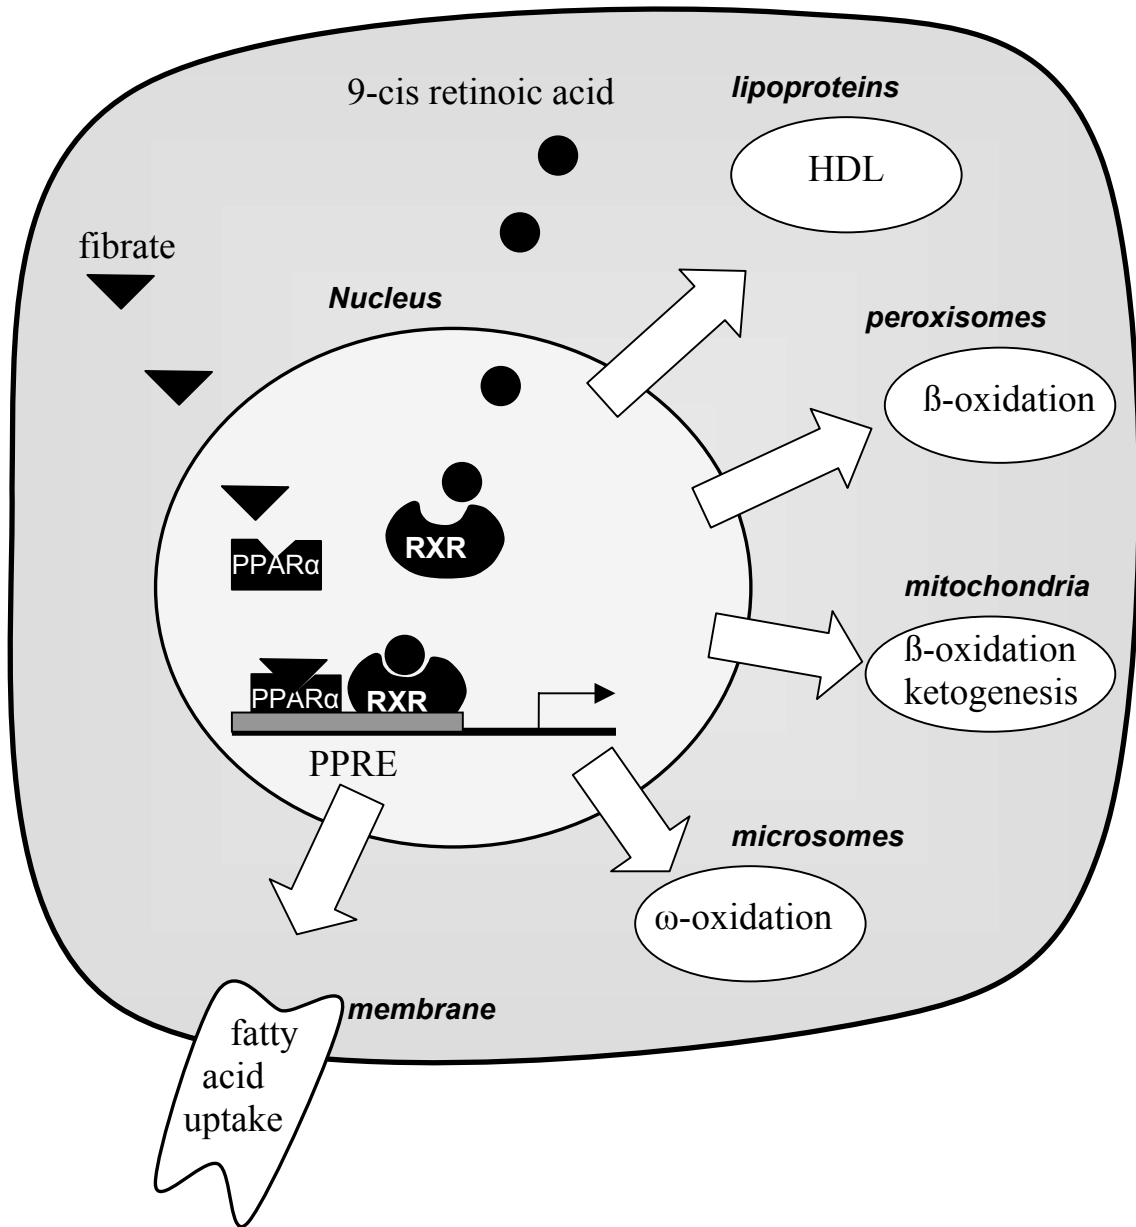 9-cis retinoic acid
lipoproteins
HDL
fibrate
Nucleus
peroxisomes
ß-oxidation
RXR
PPARα
mitochondria
ß-oxidation
ketogenesis
PPARα
RXR
PPRE
microsomes
ω-oxidation
membrane
fatty
acid
uptake